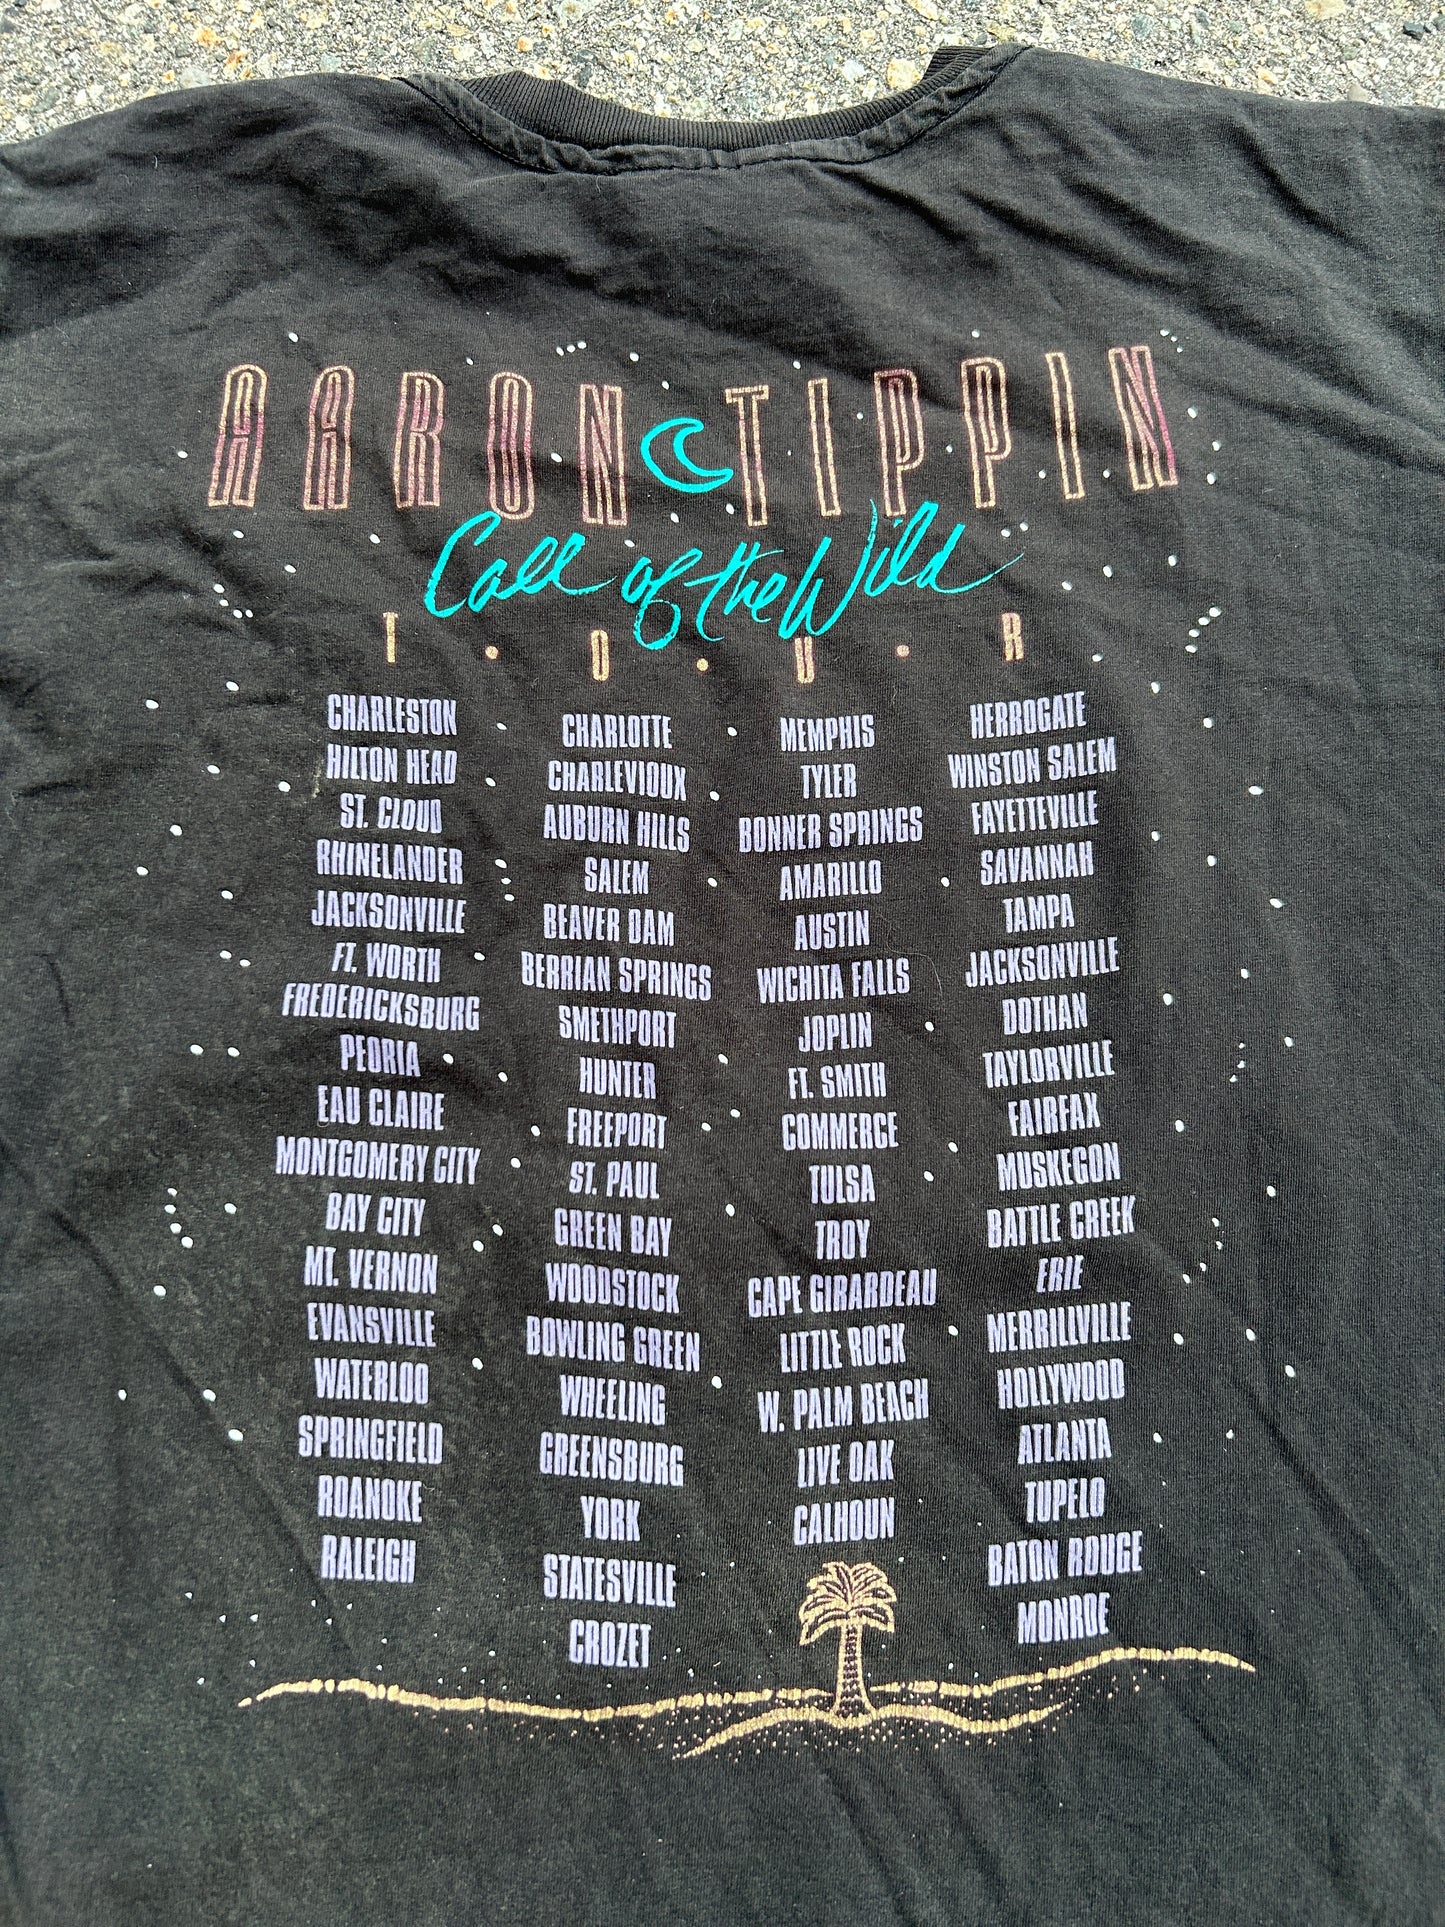 AARON TIPPIN
Call of the Wild
T · O · U · R
CHARLESTON
HILTON HEAD
ST. CLOUD
RHINELANDER
JACKSONVILLE
FT. WORTH
FREDERICKSBURG
PEORIA
EAU CLAIRE
MONTGOMERY CITY
BAY CITY
MT. VERNON
EVANSVILLE
WATERLOO
SPRINGFIELD
ROANOKE
RALEIGH
CHARLOTTE
CHARLEVIOUX
AUBURN HILLS
SALEM
BEAVER DAM
BERRIAN SPRINGS
SMETHPORT
HUNTER
FREEPORT
ST. PAUL
GREEN BAY
WOODSTOCK
BOWLING GREEN
WHEELING
GREENSBURG
YORK
STATESVILLE
CROZET
MEMPHIS
TYLER
BONNER SPRINGS
AMARILLO
AUSTIN
WICHITA FALLS
JOPLIN
FT. SMITH
COMMERCE
TULSA
TROY
CAPE GIRARDEAU
LITTLE ROCK
W. PALM BEACH
LIVE OAK
CALHOUN
HERROGATE
WINSTON SALEM
FAYETTEVILLE
SAVANNAH
TAMPA
JACKSONVILLE
DOTHAN
TAYLORVILLE
FAIRFAX
MUSKEGON
BATTLE CREEK
ERIE
MERRILLVILLE
HOLLYWOOD
ATLANTA
TUPELO
BATON ROUGE
MONROE